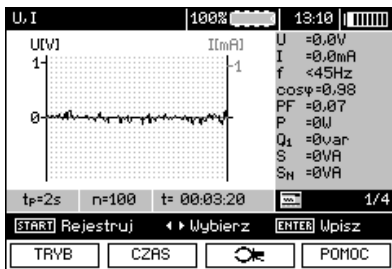 U,I 100% 13:10
U[V] I[mA]
1 1
0
U =0,0V
I =0,0mA
f <45Hz
cosφ=0,98
PF =0,07
P =0W
Q₁ =0var
S =0VA
Sɴ =0VA
tₚ=2s n=100 t= 00:03:20 1/4
START Rejestruj Wybierz ENTER Wpisz
TRYB CZAS POMOC